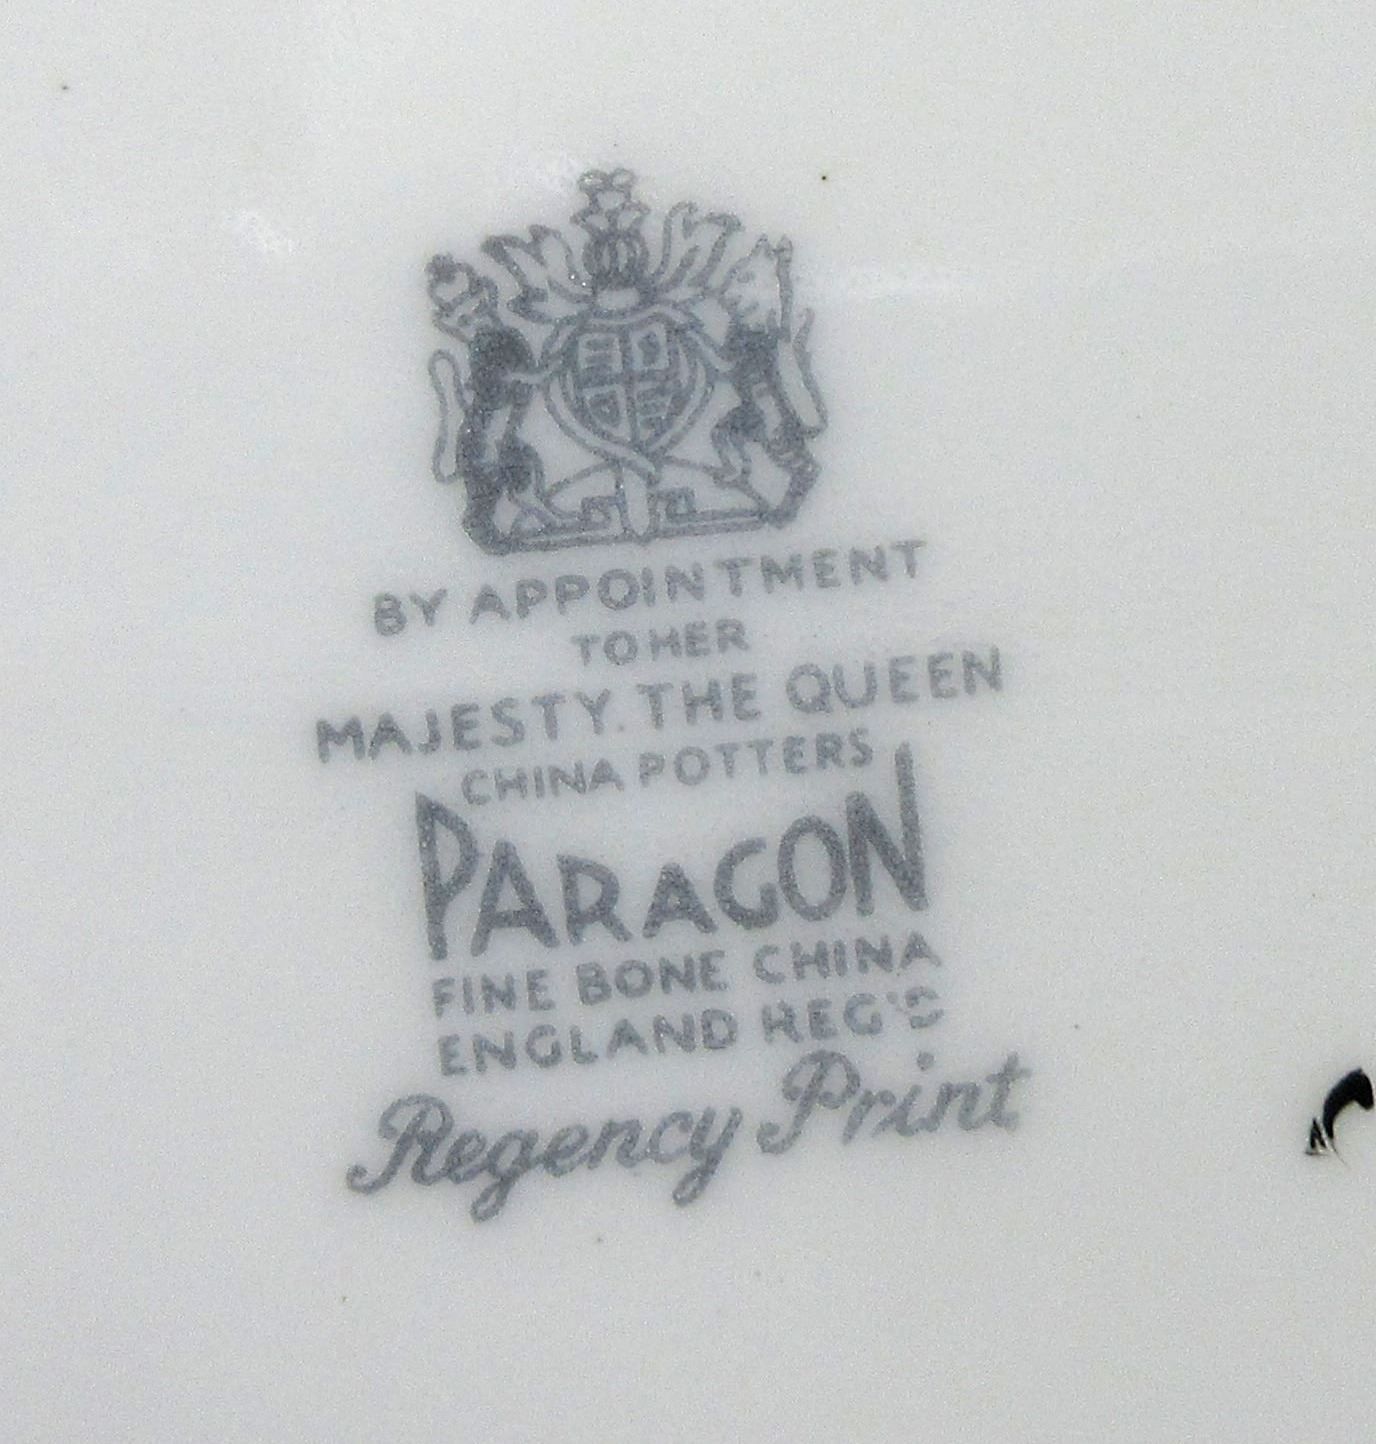 BY APPOINTMENT
TO HER
MAJESTY. THE QUEEN
CHINA POTTERS
PARAGON
FINE BONE CHINA
ENGLAND REG'D
Regency Print